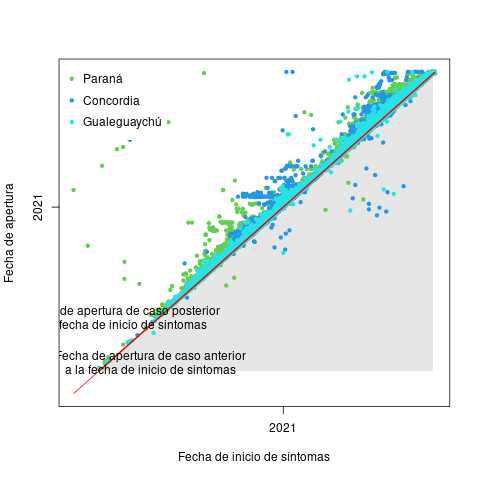 Paraná
Concordia
Gualeguaychú
2021
Fecha de apertura
de apertura de caso posterior
fecha de inicio de síntomas
Fecha de apertura de caso anterior
a la fecha de inicio de sintomas
2021
Fecha de inicio de síntomas